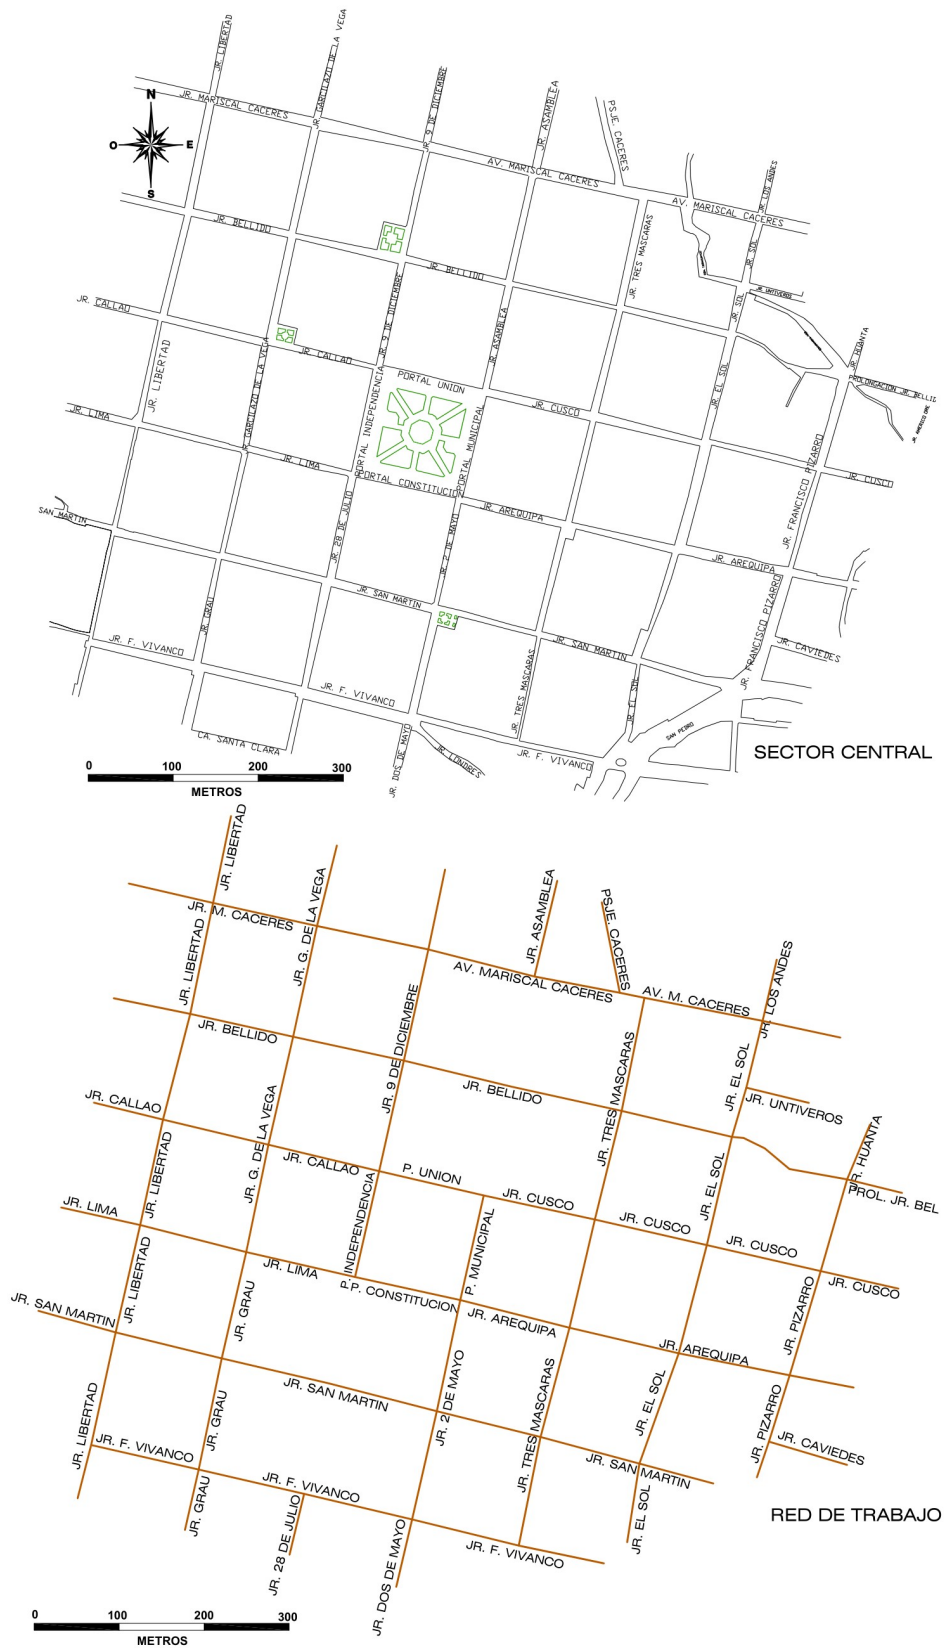 JR. LIBERTAD
JR. GARCILAZO DE LA VEGA
JR. 9 DE DICIEMBRE
JR. ASAMBLEA
PSJE. CACERES
JR. MARISCAL CACERES
N
O
E
S
AV. MARISCAL CACERES
JR. LOS ANDES
AV. MARISCAL CACERES
JR. BELLIDO
JR. TRES MASCARAS
JR. SOL
JR. BELLIDO
JR. UNTIVEROS
JR. CALLAO
JR. 9 DE DICIEMBRE
JR. SOL
JR. ASAMBLEA
JR. HUANTA
JR. LIBERTAD
JR. CALLAO
JR. GARCILAZO DE LA VEGA
PORTAL UNION
JR. EL SOL
PROLONGACION JR. BELLID
JR. LIMA
PORTAL INDEPENDENCIA
PORTAL MUNICIPAL
JR. CUSCO
JR. AMERICO ORE
JR. LIMA
PORTAL CONSTITUCION
JR. FRANCISCO PIZARRO
JR. CUSCO
SAN MARTIN
JR. 28 DE JULIO
JR. 2 DE MAYO
JR. AREQUIPA
JR. AREQUIPA
JR. GRAU
JR. SAN MARTIN
JR. FRANCISCO PIZARRO
JR. F. VIVANCO
JR. SAN MARTIN
JR. CAVIEDES
JR. TRES MASCARAS
JR. EL SOL
JR. F. VIVANCO
CA. SANTA CLARA
JR. DOS DE MAYO
JR. LONDRES
JR. F. VIVANCO
SAN PEDRO
SECTOR CENTRAL
0 100 200 300
METROS
JR. LIBERTAD
JR. G. DE LA VEGA
JR. ASAMBLEA
PSJE. CACERES
JR. M. CACERES
JR. LIBERTAD
AV. MARISCAL CACERES
AV. M. CACERES
JR. LOS ANDES
JR. BELLIDO
JR. 9 DE DICIEMBRE
JR. TRES MASCARAS
JR. EL SOL
JR. CALLAO
JR. G. DE LA VEGA
JR. BELLIDO
JR. UNTIVEROS
JR. LIBERTAD
JR. CALLAO
P. UNION
JR. EL SOL
JR. HUANTA
JR. LIMA
P. INDEPENDENCIA
P. MUNICIPAL
JR. CUSCO
JR. CUSCO
JR. CUSCO
PROL. JR. BEL
JR. LIBERTAD
JR. LIMA
P. CONSTITUCION
JR. CUSCO
JR. SAN MARTIN
JR. GRAU
JR. AREQUIPA
JR. PIZARRO
JR. AREQUIPA
JR. LIBERTAD
JR. GRAU
JR. SAN MARTIN
JR. 2 DE MAYO
JR. TRES MASCARAS
JR. EL SOL
JR. PIZARRO
JR. F. VIVANCO
JR. CAVIEDES
JR. SAN MARTIN
JR. GRAU
JR. F. VIVANCO
JR. 28 DE JULIO
JR. DOS DE MAYO
JR. F. VIVANCO
JR. EL SOL
RED DE TRABAJO
0 100 200 300
METROS